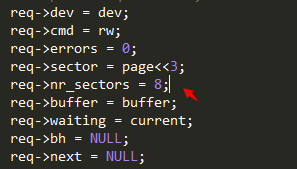 req->dev = dev;
req->cmd = rw;
req->errors = 0;
req->sector = page<<3;
req->nr_sectors = 8;
req->buffer = buffer;
req->waiting = current;
req->bh = NULL;
req->next = NULL;